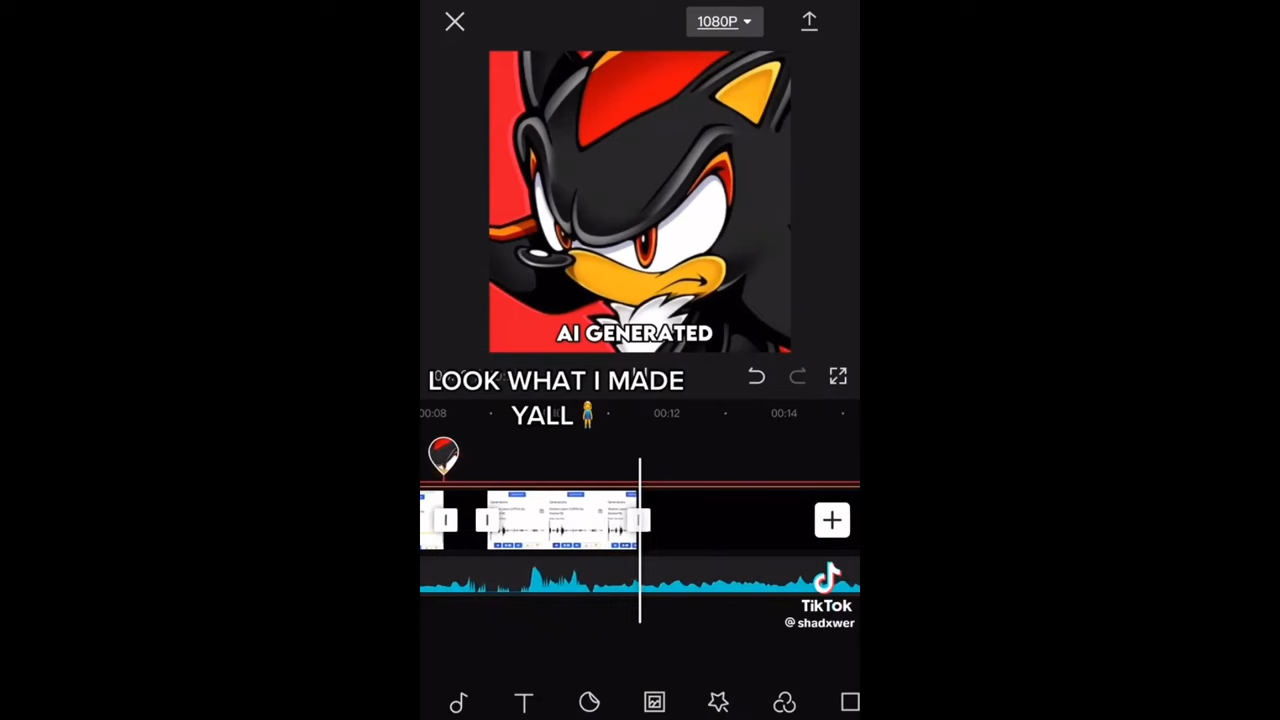 1080P
AI GENERATED
LOOK WHAT I MADE
YALL
00:08
00:12
00:14
TikTok
@ shadxwer